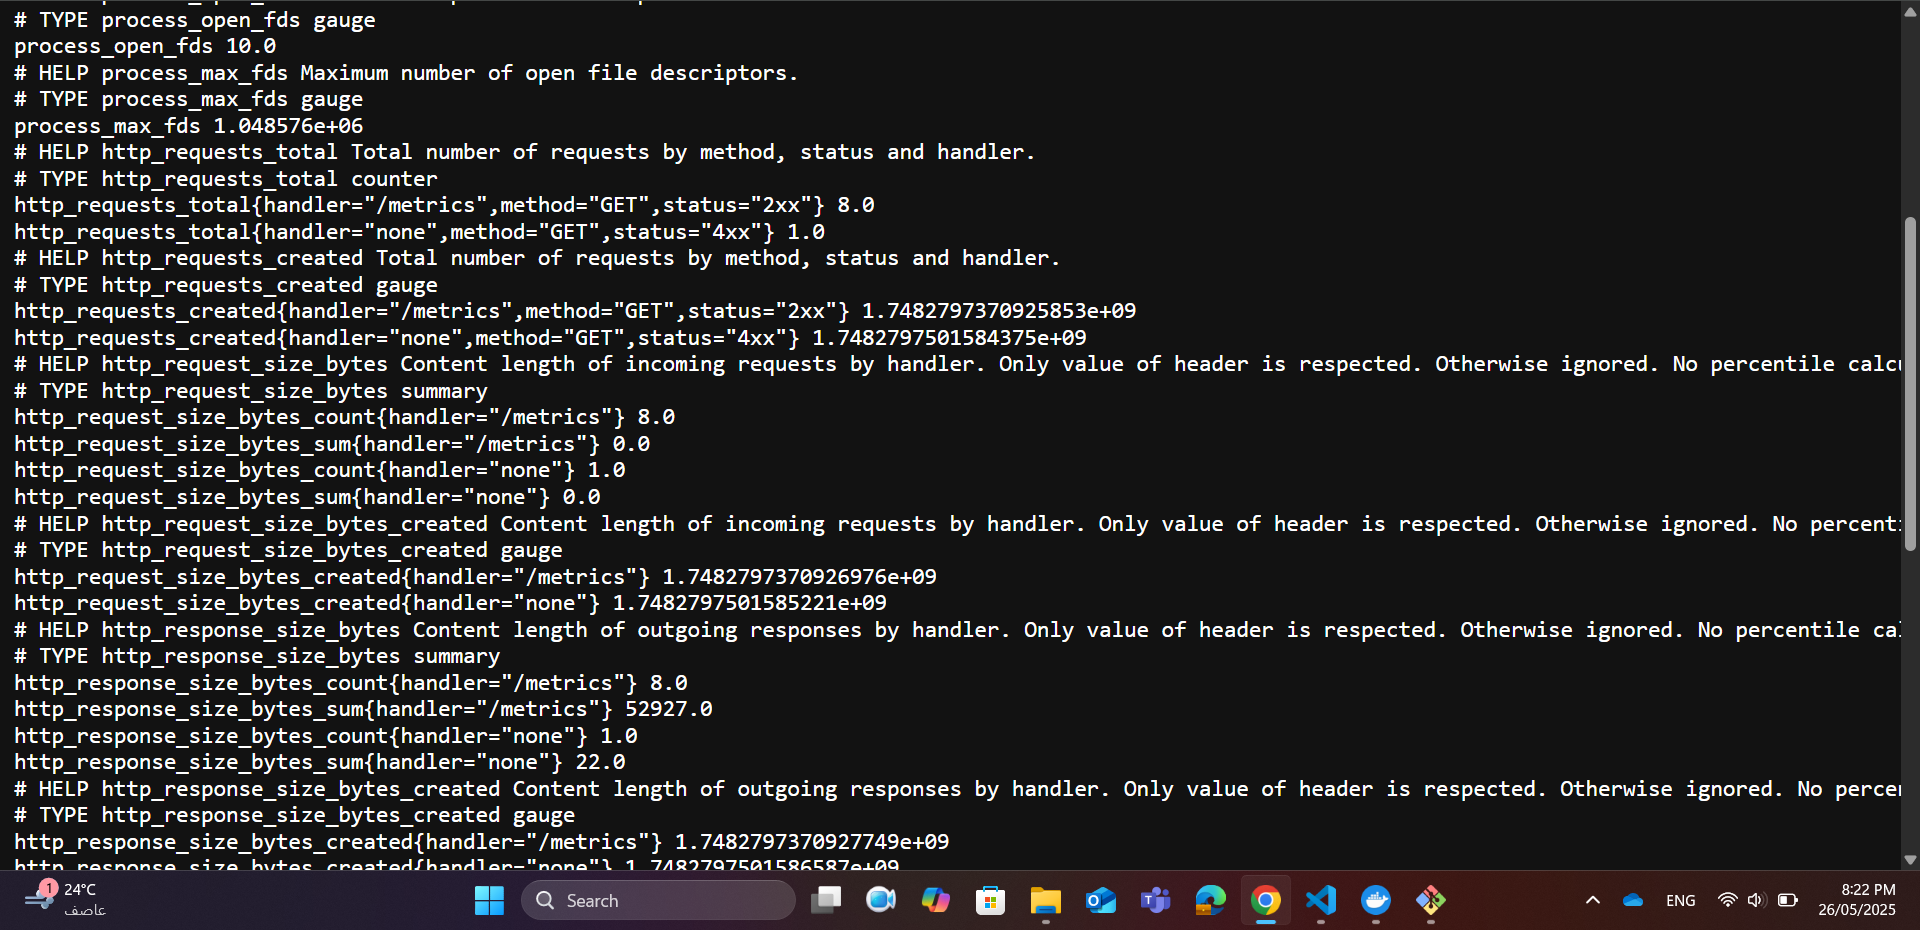 # TYPE process_open_fds gauge
process_open_fds 10.0
# HELP process_max_fds Maximum number of open file descriptors.
# TYPE process_max_fds gauge
process_max_fds 1.048576e+06
# HELP http_requests_total Total number of requests by method, status and handler.
# TYPE http_requests_total counter
http_requests_total{handler="/metrics",method="GET",status="2xx"} 8.0
http_requests_total{handler="none",method="GET",status="4xx"} 1.0
# HELP http_requests_created Total number of requests by method, status and handler.
# TYPE http_requests_created gauge
http_requests_created{handler="/metrics",method="GET",status="2xx"} 1.7482797370925853e+09
http_requests_created{handler="none",method="GET",status="4xx"} 1.7482797501584375e+09
# HELP http_request_size_bytes Content length of incoming requests by handler. Only value of header is respected. Otherwise ignored. No percentile calc
# TYPE http_request_size_bytes summary
http_request_size_bytes_count{handler="/metrics"} 8.0
http_request_size_bytes_sum{handler="/metrics"} 0.0
http_request_size_bytes_count{handler="none"} 1.0
http_request_size_bytes_sum{handler="none"} 0.0
# HELP http_request_size_bytes_created Content length of incoming requests by handler. Only value of header is respected. Otherwise ignored. No percent
# TYPE http_request_size_bytes_created gauge
http_request_size_bytes_created{handler="/metrics"} 1.7482797370926976e+09
http_request_size_bytes_created{handler="none"} 1.7482797501585221e+09
# HELP http_response_size_bytes Content length of outgoing responses by handler. Only value of header is respected. Otherwise ignored. No percentile ca
# TYPE http_response_size_bytes summary
http_response_size_bytes_count{handler="/metrics"} 8.0
http_response_size_bytes_sum{handler="/metrics"} 52927.0
http_response_size_bytes_count{handler="none"} 1.0
http_response_size_bytes_sum{handler="none"} 22.0
# HELP http_response_size_bytes_created Content length of outgoing responses by handler. Only value of header is respected. Otherwise ignored. No perce
# TYPE http_response_size_bytes_created gauge
http_response_size_bytes_created{handler="/metrics"} 1.7482797370927749e+09
http_response_size_bytes_created{handler="none"} 1.7482797501586587e+09
1
24°C
عاصف
Search
ENG
8:22 PM
26/05/2025